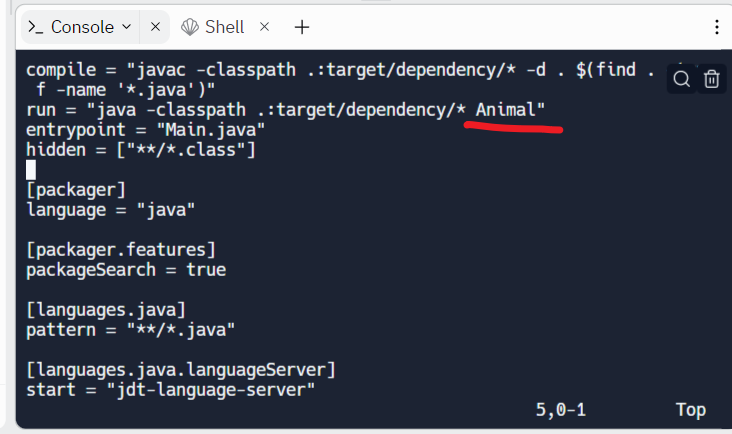 >_ Console
Shell
compile = "javac -classpath .:target/dependency/* -d . $(find .
f -name '*.java')"
run = "java -classpath .:target/dependency/* Animal"
entrypoint = "Main.java"
hidden = ["**/*.class"]
[packager]
language = "java"
[packager.features]
packageSearch = true
[languages.java]
pattern = "**/*.java"
[languages.java.languageServer]
start = "jdt-language-server"
5,0-1 Top